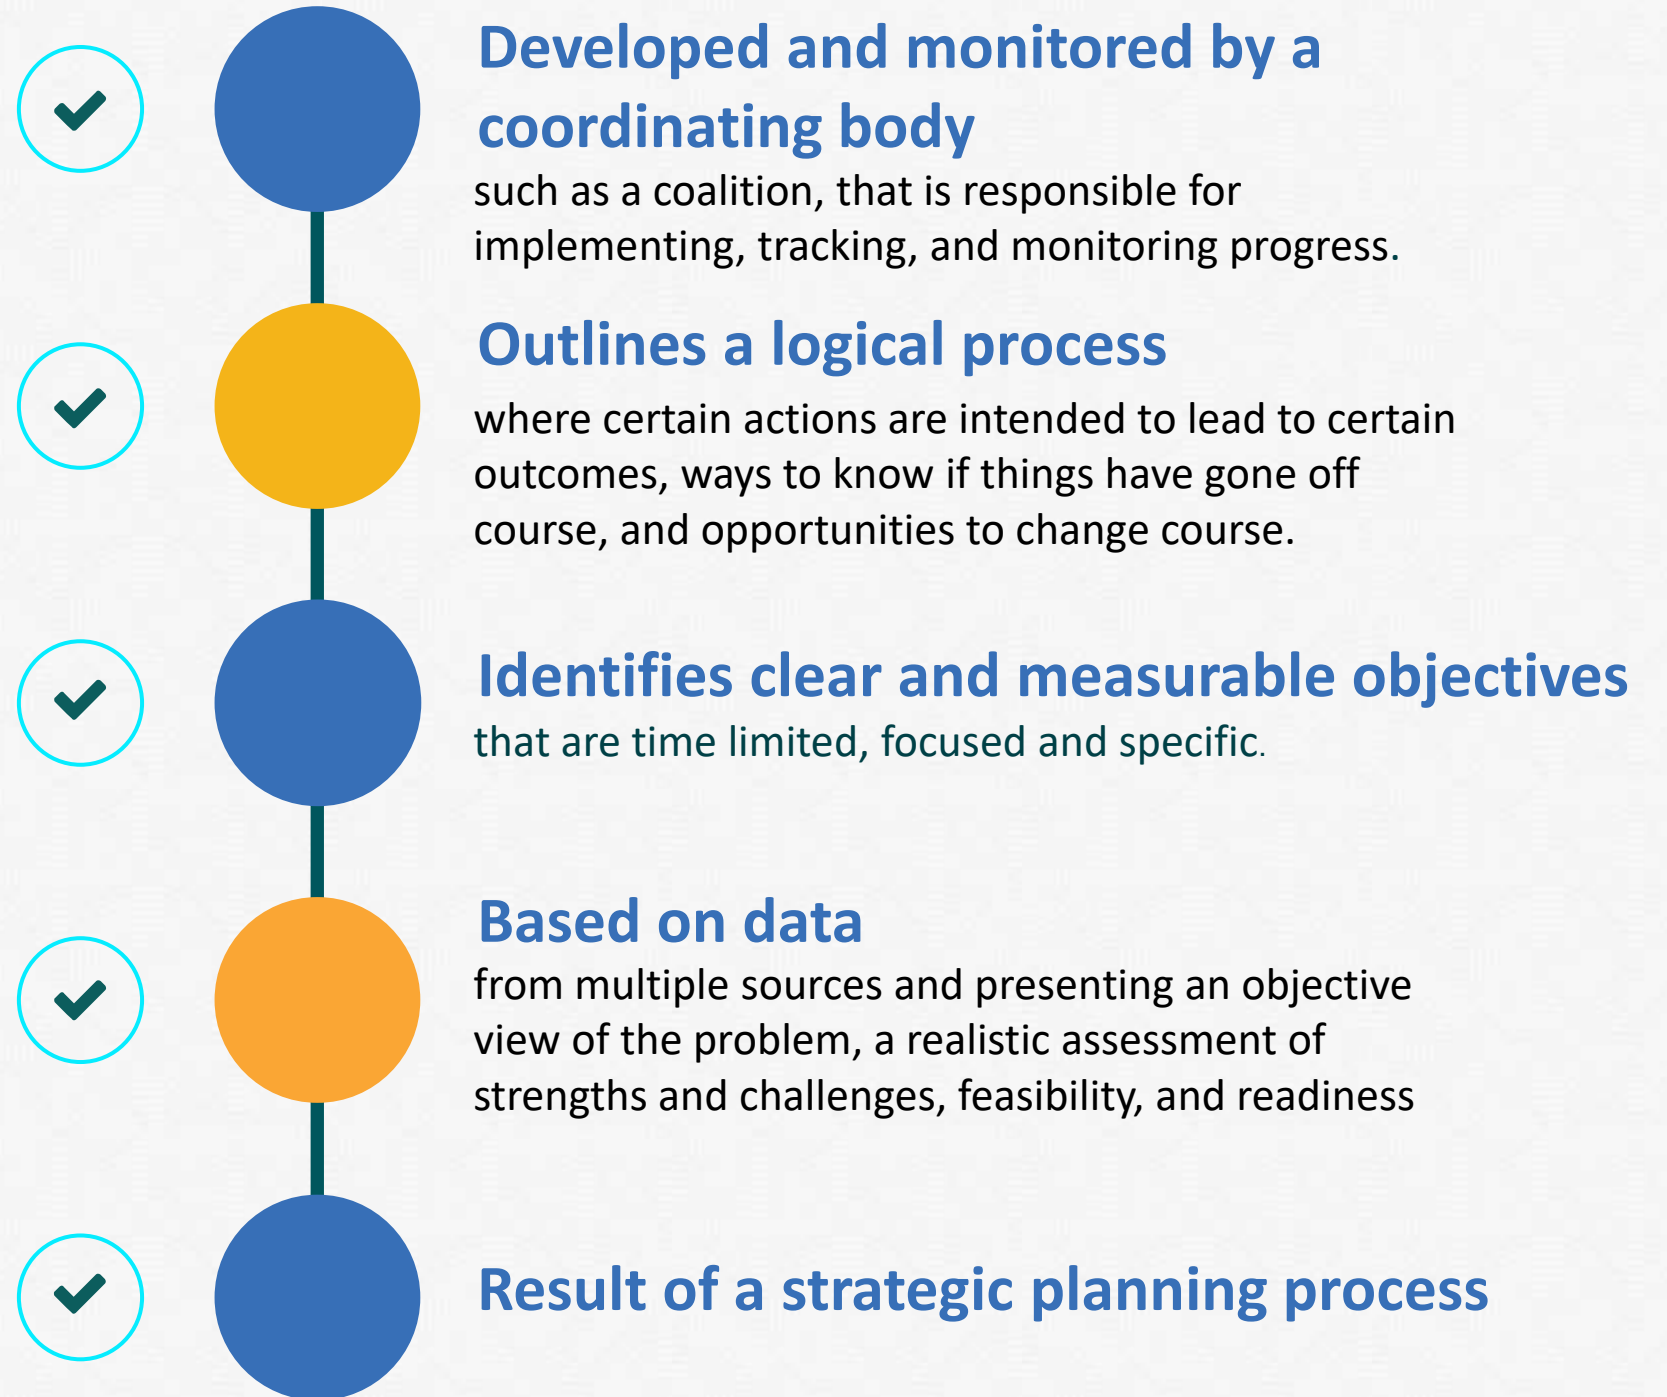 Developed and monitored by a
coordinating body
such as a coalition, that is responsible for
implementing, tracking, and monitoring progress.
Outlines a logical process
where certain actions are intended to lead to certain
outcomes, ways to know if things have gone off
course, and opportunities to change course.
Identifies clear and measurable objectives
that are time limited, focused and specific.
Based on data
from multiple sources and presenting an objective
view of the problem, a realistic assessment of
strengths and challenges, feasibility, and readiness
Result of a strategic planning process